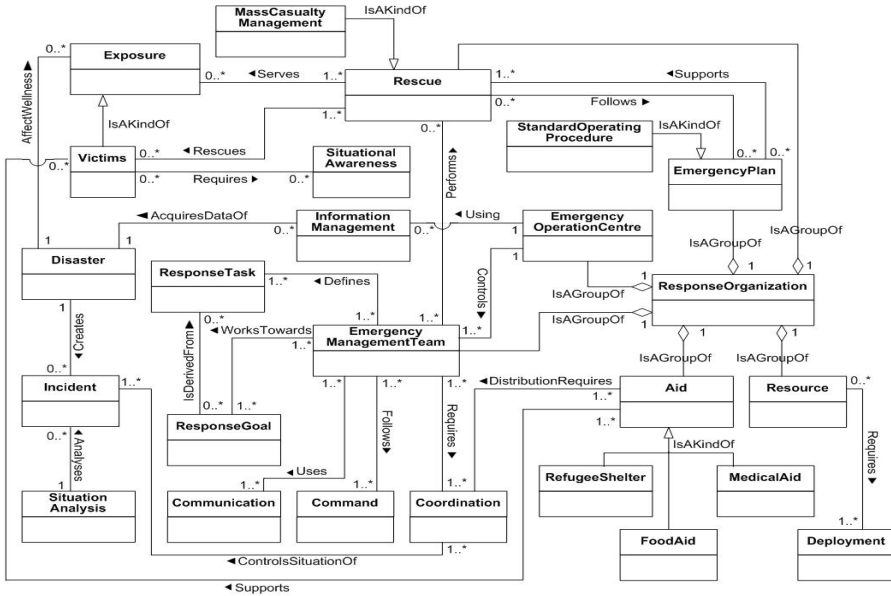 MassCasualty
Management
IsAKindOf
0..*
Exposure
0..*
◄ Serves
1..*
Rescue
1..*
◄Supports
0..*
Follows ►
AffectWellness►
IsAKindOf
1..*
0..*
StandardOperating
Procedure
IsAKindOf
0..*
Victims
0..*
◄ Rescues
Situational
Awareness
0..*
0..*
EmergencyPlan
0..*
Requires ►
0..*
Performs►
◄AcquiresDataOf
Information
Management
0..*
0..*
◄ Using
1
Emergency
OperationCentre
1
IsAGroupOf
1
1
1
Disaster
1
ResponseTask
1..*
◄ Defines
Controls►
IsAGroupOf
1
ResponseOrganization
1
◄Creates
0..*
IsDerivedFrom►
◄WorksTowards
1..*
1..*
Emergency
ManagementTeam
1..*
1..*
IsAGroupOf
1
1
1
0..*
Incident
1..*
1..*
1..*
1..*
IsAGroupOf
IsAGroupOf
◄DistributionRequires
1..*
1..*
Aid
Resource
0..*
0..*
1..*
ResponseGoal
Follows►
Requires►
0..*
Analyses►
1
◄ Uses
1..*
1..*
1..*
1..*
IsAKindOf
Requires►
Situation
Analysis
Communication
Command
Coordination
RefugeeShelter
MedicalAid
1..*
1..*
FoodAid
Deployment
◄ControlsSituationOf
◄ Supports